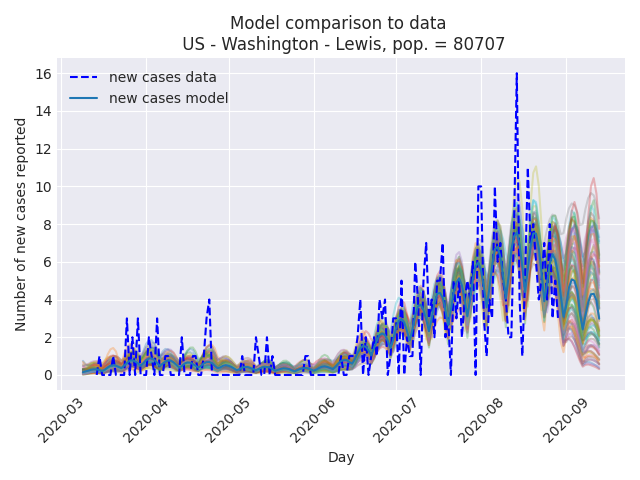 Model comparison to data
US - Washington - Lewis, pop. = 80707
new cases data
new cases model
Number of new cases reported
16
14
12
10
8
6
4
2
0
2020-03
2020-04
2020-05
2020-06
2020-07
2020-08
2020-09
Day